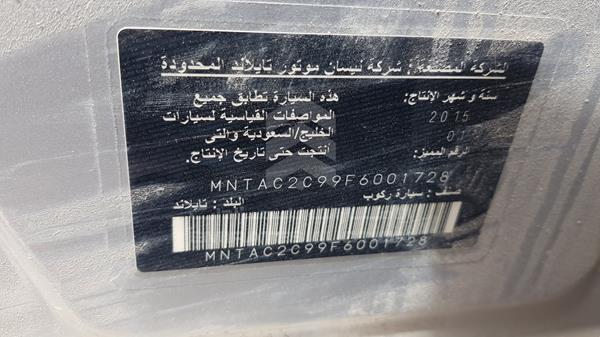 الشركة المصنعة : شركة نيسان موتور تايلاند المحدودة
سنة و شهر الإنتاج: هذه السيارة تطابق جميع
2015 المواصفات القياسية لسيارات
01 الخليج/السعودية والتى
الرقم المميز: أنتجت حتى تاريخ الإنتاج.
MNTAC2C99F6001728
صنف : سيارة ركوب البلد : تايلاند
MNTAC2C99F6001728